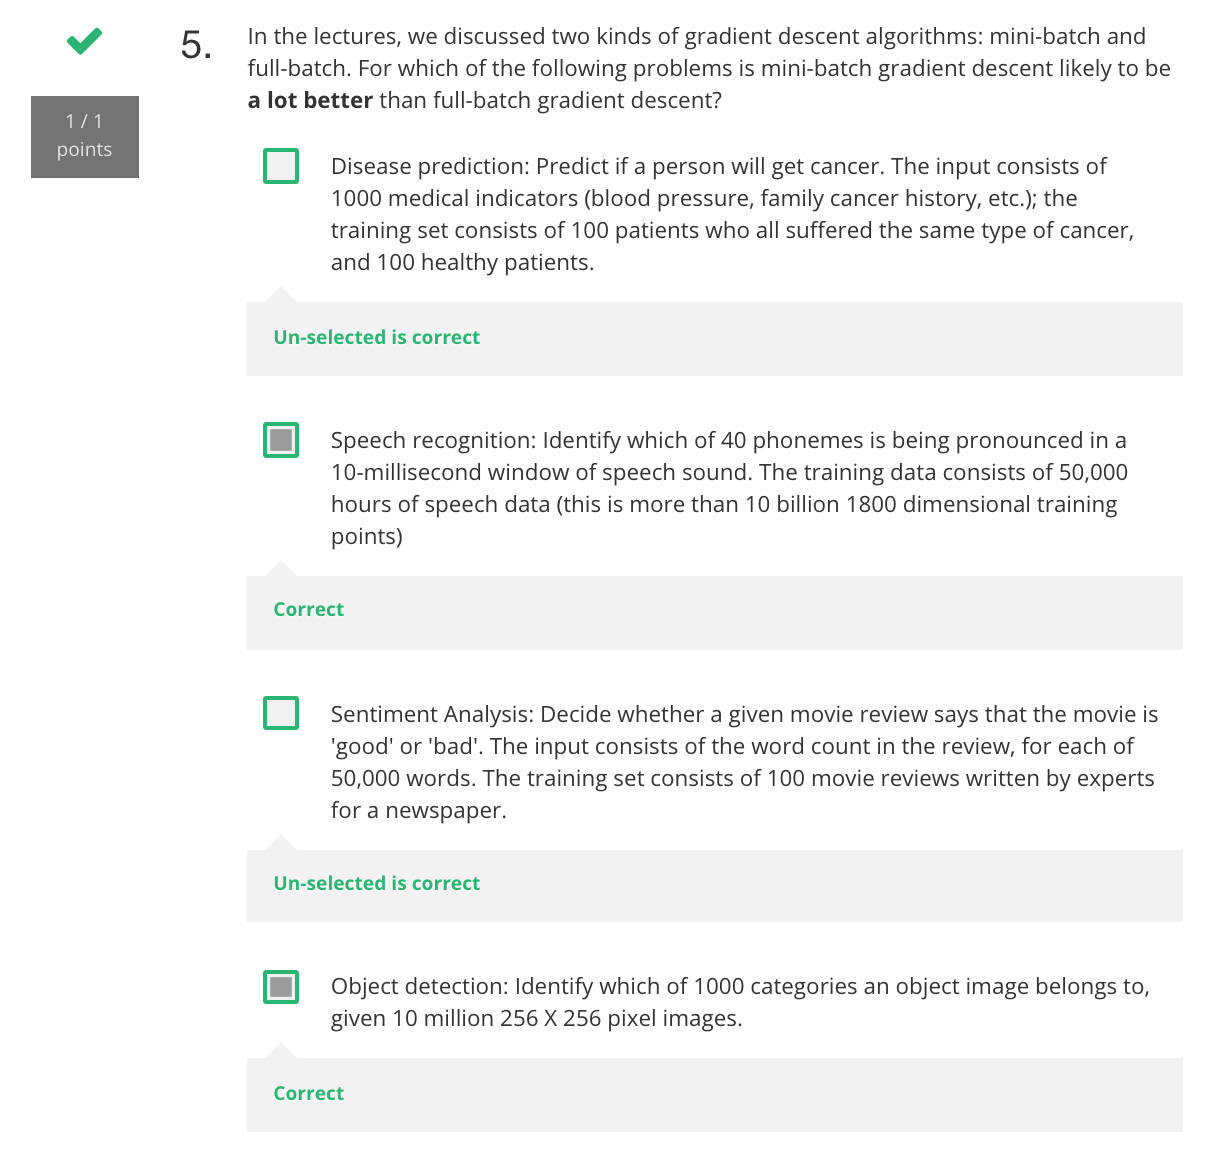 1 / 1
points
5.
In the lectures, we discussed two kinds of gradient descent algorithms: mini-batch and
full-batch. For which of the following problems is mini-batch gradient descent likely to be
a lot better than full-batch gradient descent?
Disease prediction: Predict if a person will get cancer. The input consists of
1000 medical indicators (blood pressure, family cancer history, etc.); the
training set consists of 100 patients who all suffered the same type of cancer,
and 100 healthy patients.
Un-selected is correct
Speech recognition: Identify which of 40 phonemes is being pronounced in a
10-millisecond window of speech sound. The training data consists of 50,000
hours of speech data (this is more than 10 billion 1800 dimensional training
points)
Correct
Sentiment Analysis: Decide whether a given movie review says that the movie is
'good' or 'bad'. The input consists of the word count in the review, for each of
50,000 words. The training set consists of 100 movie reviews written by experts
for a newspaper.
Un-selected is correct
Object detection: Identify which of 1000 categories an object image belongs to,
given 10 million 256 X 256 pixel images.
Correct